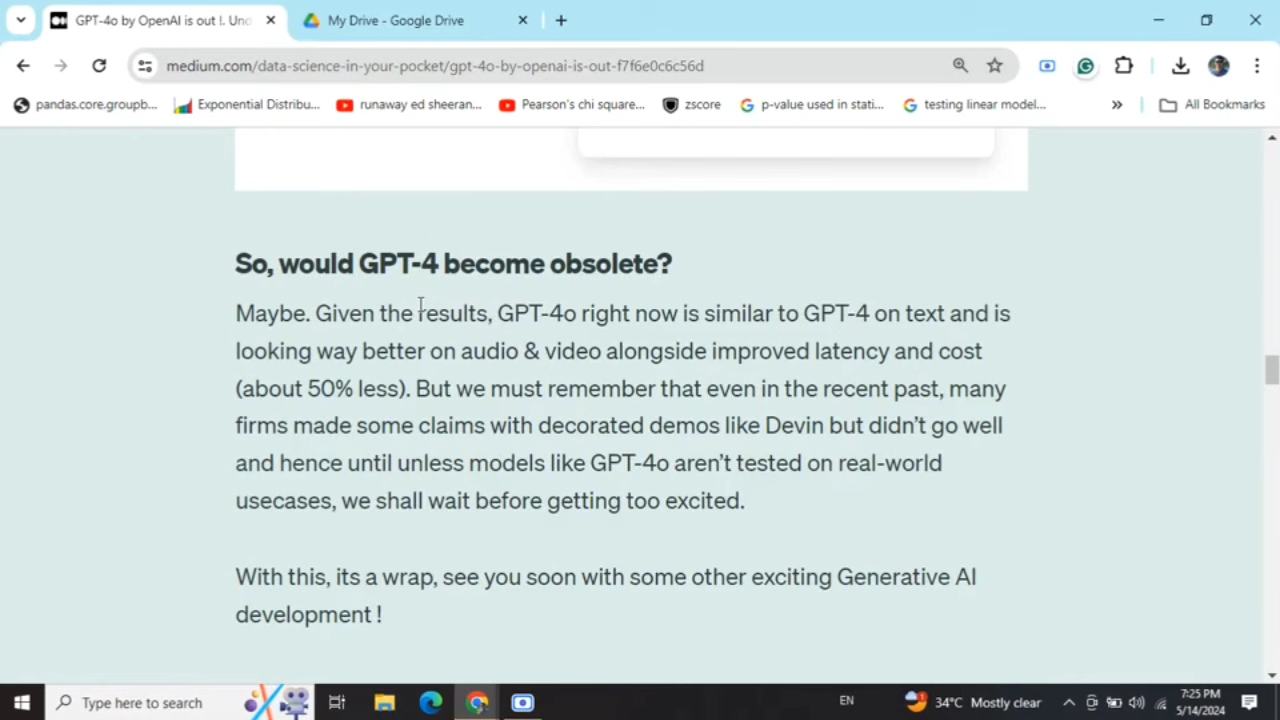 GPT-4o by OpenAI is out !. Unc
My Drive - Google Drive
medium.com/data-science-in-your-pocket/gpt-4o-by-openai-is-out-f7f6e0c6c56d
pandas.core.groupb...
Exponential Distribu...
runaway ed sheeran...
Pearson's chi square...
zscore
p-value used in stati...
testing linear model...
All Bookmarks
So, would GPT-4 become obsolete?
Maybe. Given the results, GPT-4o right now is similar to GPT-4 on text and is
looking way better on audio & video alongside improved latency and cost
(about 50% less). But we must remember that even in the recent past, many
firms made some claims with decorated demos like Devin but didn’t go well
and hence until unless models like GPT-4o aren’t tested on real-world
usecases, we shall wait before getting too excited.
With this, its a wrap, see you soon with some other exciting Generative AI
development !
Type here to search
EN
34°C Mostly clear
7:25 PM
5/14/2024